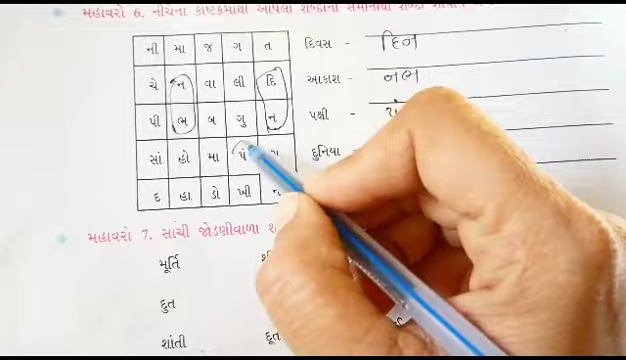 મહાવરો 6. નીચેના કોષ્ટકમાંથી આપેલા શબ્દોના સમાનાર્થી શબ્દો
ની મા જ ગ ત દિવસ - દિન
ચે ન વા લી દિ આકાશ - નભ
પી ભ બ ગુ ન પક્ષી -
સાં હો મા પં દુનિયા -
દ હા ડો ખી
મહાવરો 7. સાચી જોડણીવાળા
મૂર્તિ
દુત
શાંતી દૂત